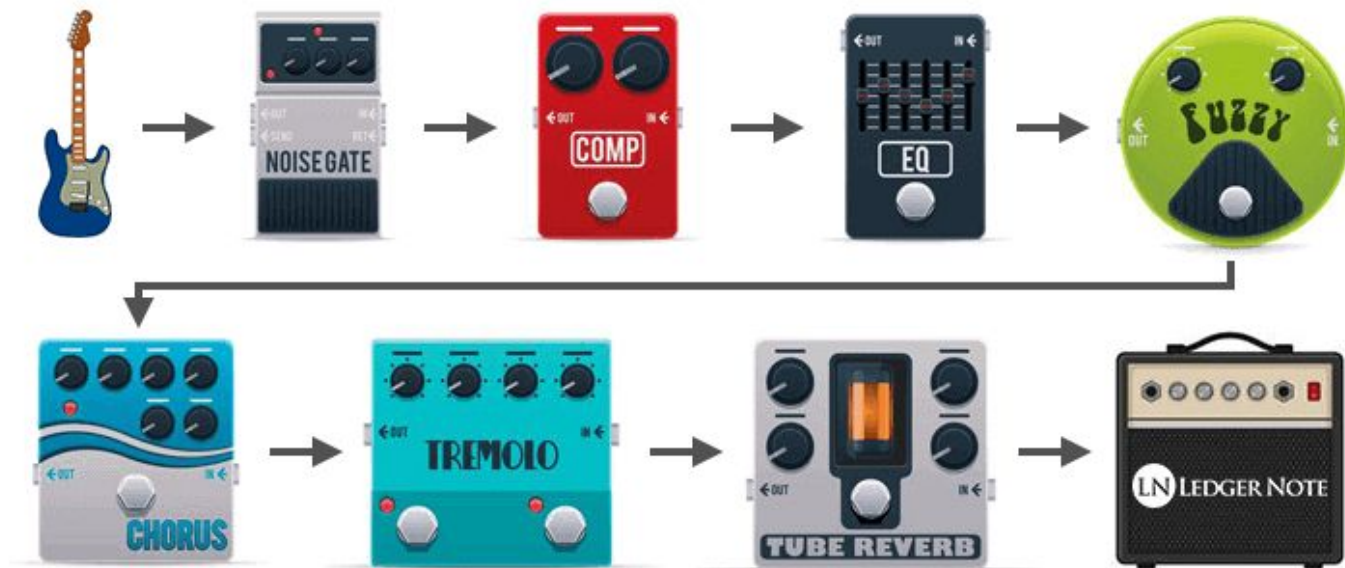 ←OUT IN←
←SEND RET←
NOISE GATE
←OUT IN←
COMP
←OUT IN←
EQ
FUZZY
←OUT ←IN
←OUT IN←
CHORUS
←OUT IN←
TREMOLO
←OUT IN←
TUBE REVERB
LN LEDGER NOTE